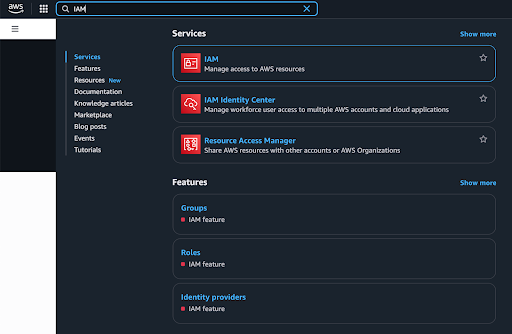 aws
IAM
Services
Features
Resources New
Documentation
Knowledge articles
Marketplace
Blog posts
Events
Tutorials
Services
Show more
IAM
Manage access to AWS resources
IAM Identity Center
Manage workforce user access to multiple AWS accounts and cloud applications
Resource Access Manager
Share AWS resources with other accounts or AWS Organizations
Features
Show more
Groups
IAM feature
Roles
IAM feature
Identity providers
IAM feature